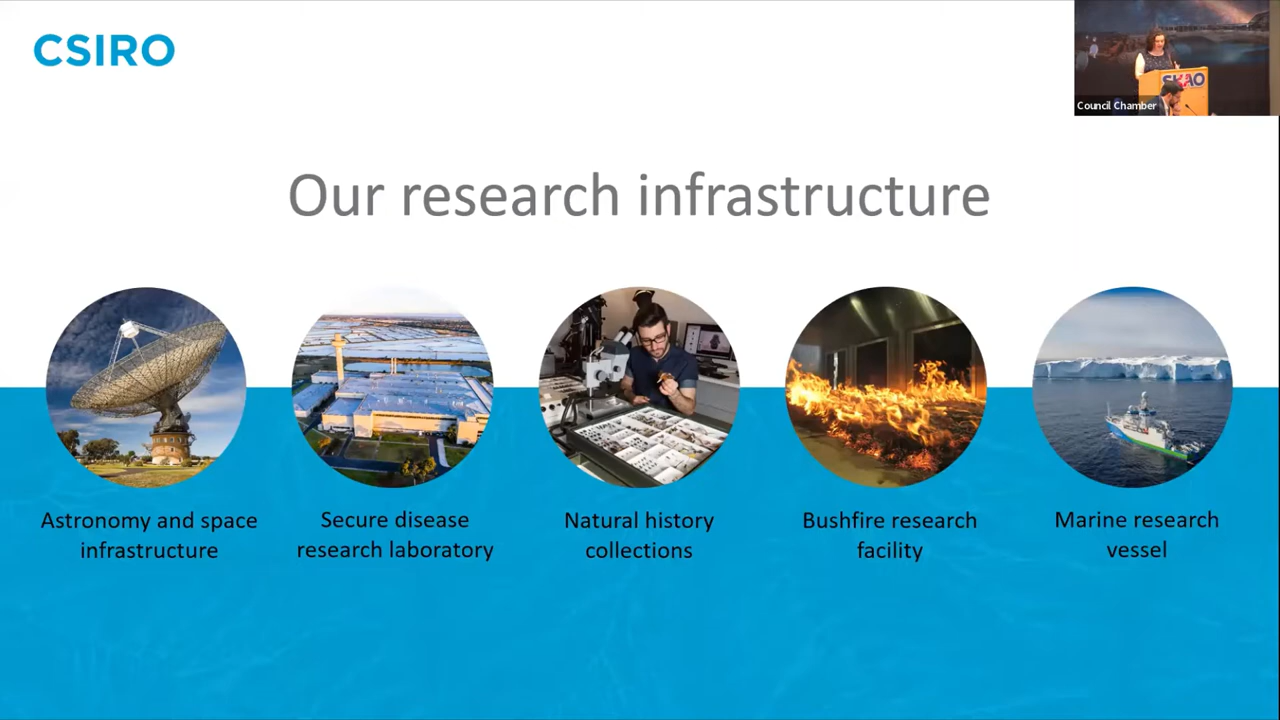 CSIRO
SKAO
Council Chamber
Our research infrastructure
Astronomy and space
infrastructure
Secure disease
research laboratory
Natural history
collections
Bushfire research
facility
Marine research
vessel